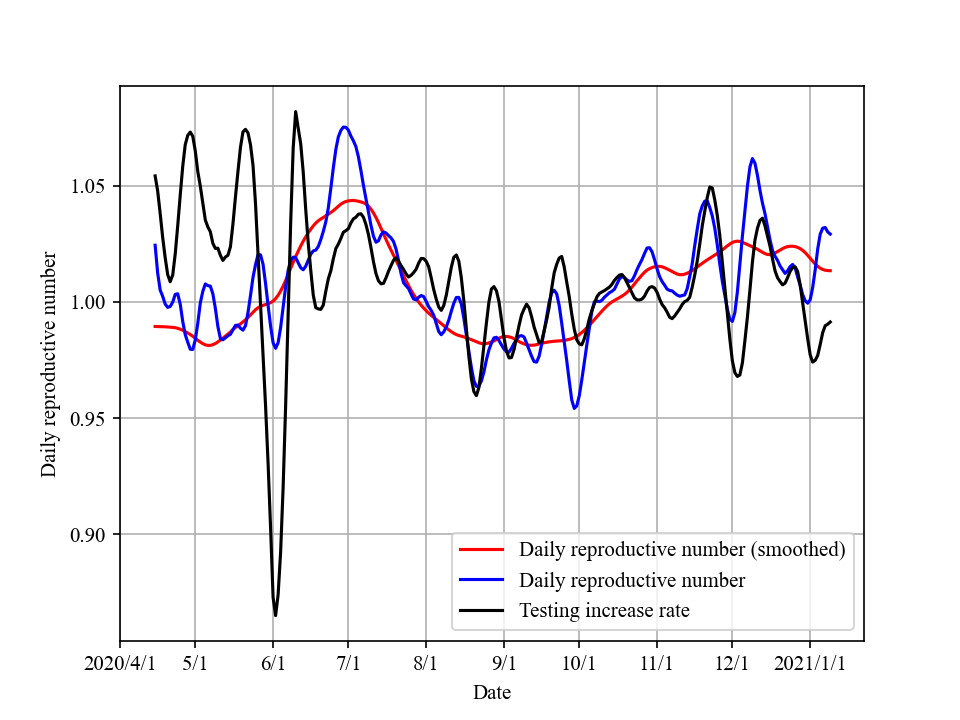 Daily reproductive number
1.05
1.00
0.95
0.90
Daily reproductive number (smoothed)
Daily reproductive number
Testing increase rate
2020/4/1 5/1 6/1 7/1 8/1 9/1 10/1 11/1 12/1 2021/1/1
Date